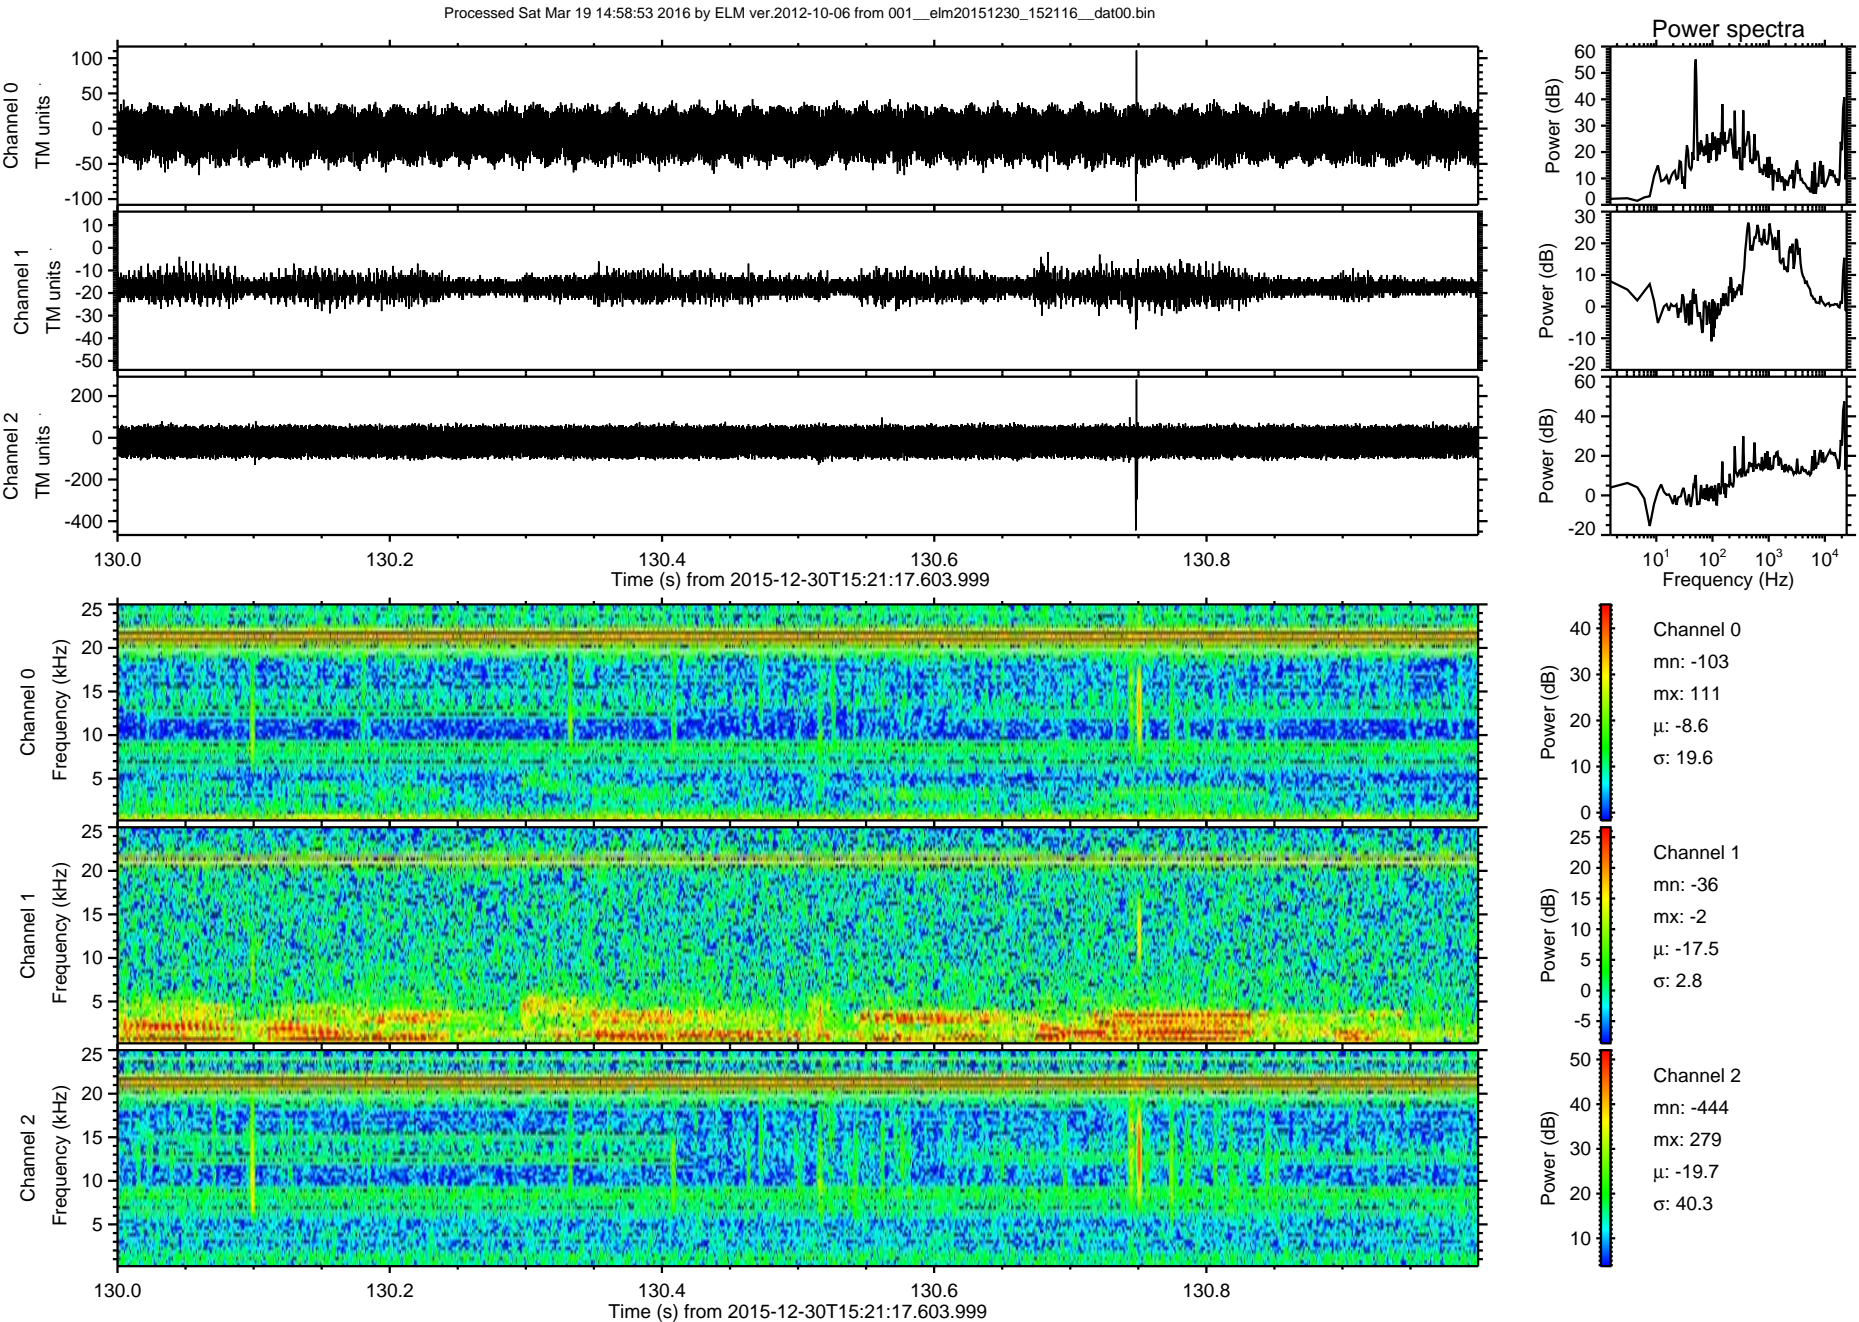 Processed Sat Mar 19 14:58:53 2016 by ELM ver.2012-10-06 from 001__elm20151230_152116__dat00.bin
Power spectra
Channel 0
TM units
100
50
0
-50
-100
Power (dB)
60
50
40
30
20
10
0
Channel 1
TM units
10
0
-10
-20
-30
-40
-50
Power (dB)
30
20
10
0
-10
-20
Channel 2
TM units
200
0
-200
-400
Power (dB)
60
40
20
0
-20
130.0 130.2 130.4 130.6 130.8
Time (s) from 2015-12-30T15:21:17.603.999
10¹ 10² 10³ 10⁴
Frequency (Hz)
Channel 0
Frequency (kHz)
25
20
15
10
5
Power (dB)
40
30
20
10
0
Channel 0
mn: -103
mx: 111
μ: -8.6
σ: 19.6
Channel 1
Frequency (kHz)
25
20
15
10
5
Power (dB)
25
20
15
10
5
0
-5
Channel 1
mn: -36
mx: -2
μ: -17.5
σ: 2.8
Channel 2
Frequency (kHz)
25
20
15
10
5
Power (dB)
50
40
30
20
10
Channel 2
mn: -444
mx: 279
μ: -19.7
σ: 40.3
130.0 130.2 130.4 130.6 130.8
Time (s) from 2015-12-30T15:21:17.603.999